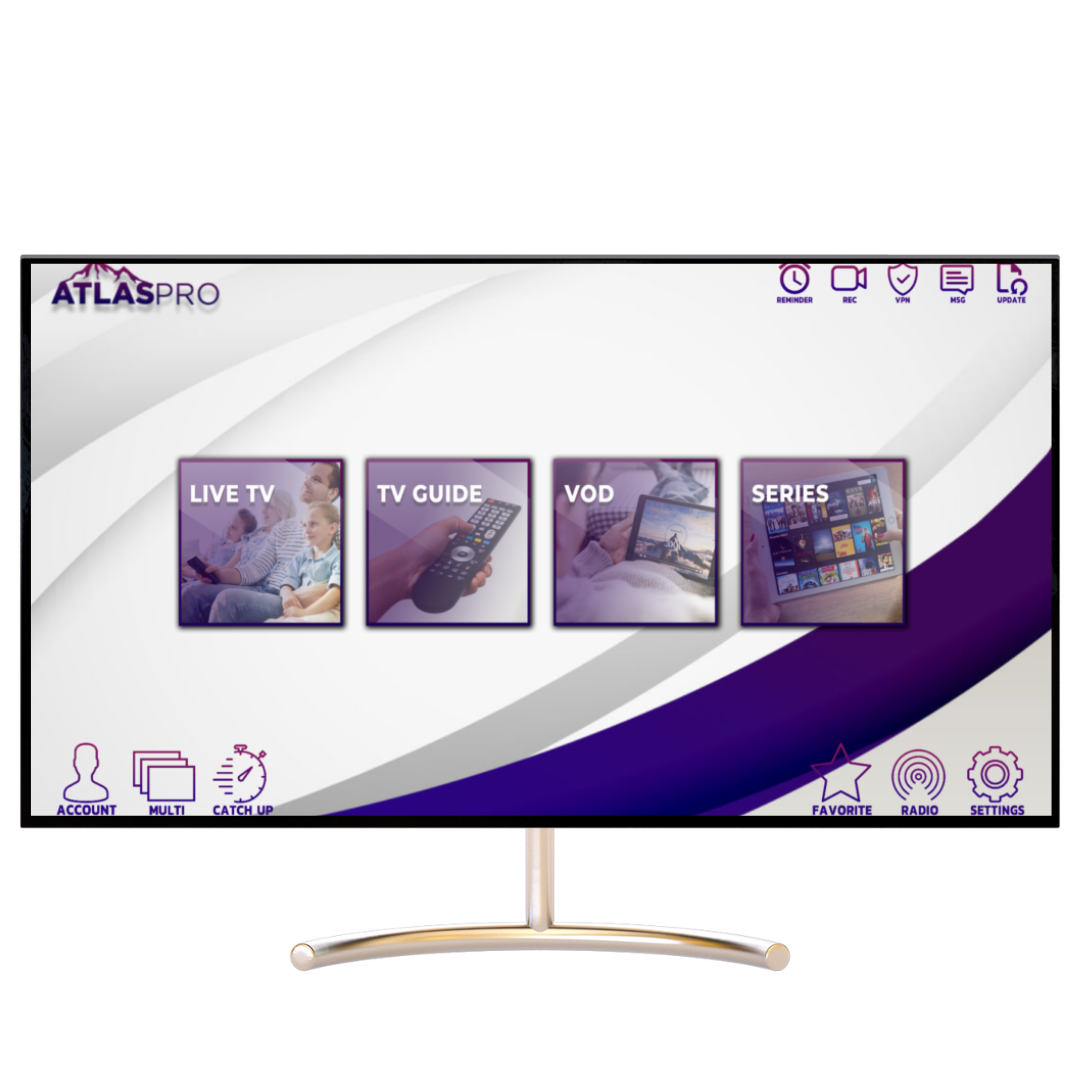 ATLASPRO
REMINDER
REC
VPN
MSG
UPDATE
LIVE TV
TV GUIDE
VOD
SERIES
ACCOUNT
MULTI
CATCH UP
FAVORITE
RADIO
SETTINGS